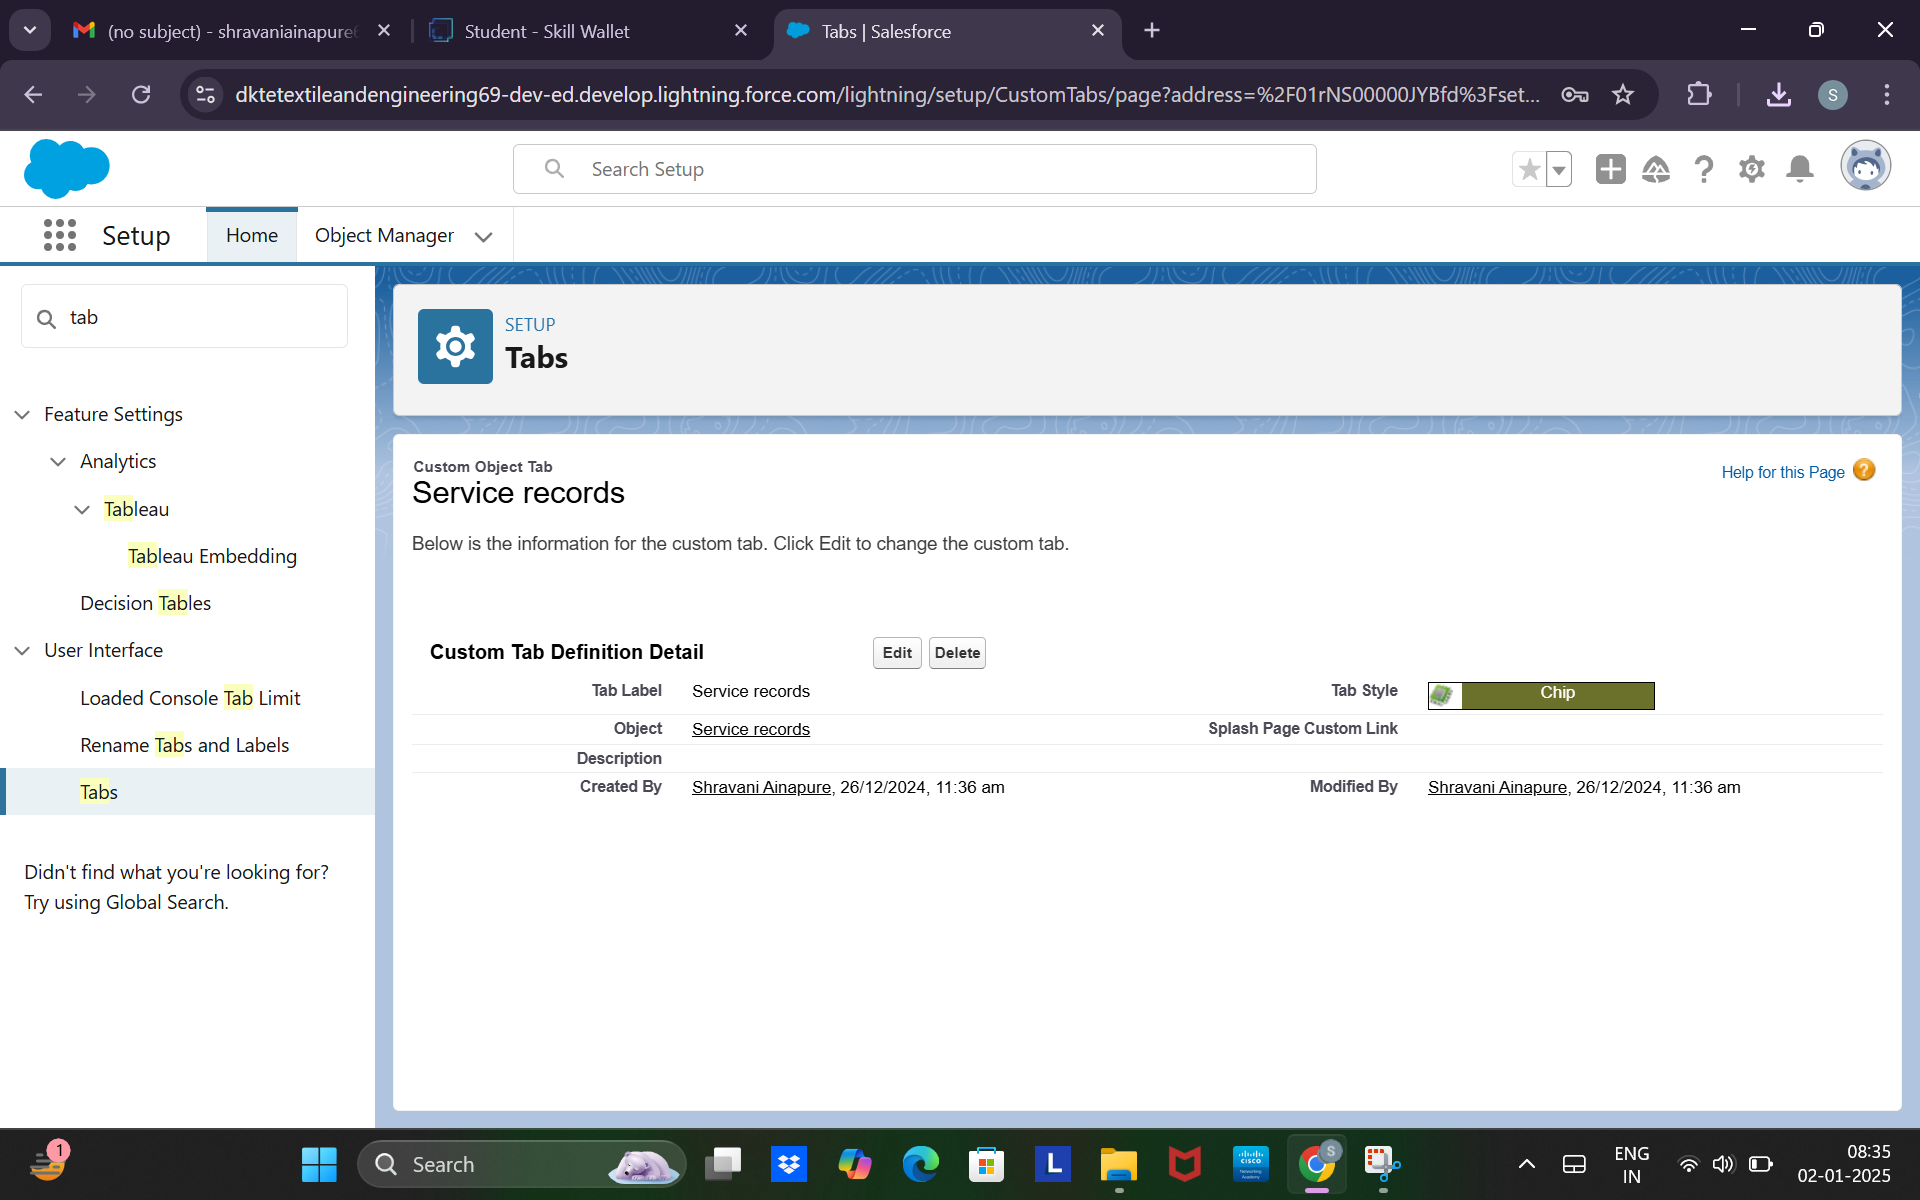 (no subject) - shravaniainapure
Student - Skill Wallet
Tabs | Salesforce
dktetextileandengineering69-dev-ed.develop.lightning.force.com/lightning/setup/CustomTabs/page?address=%2F01rNS00000JYBfd%3Fset...
S
Search Setup
Setup
Home
Object Manager
tab
Feature Settings
Analytics
Tableau
Tableau Embedding
Decision Tables
User Interface
Loaded Console Tab Limit
Rename Tabs and Labels
Tabs
Didn't find what you're looking for?
Try using Global Search.
SETUP
Tabs
Custom Object Tab
Service records
Help for this Page ?
Below is the information for the custom tab. Click Edit to change the custom tab.
Custom Tab Definition Detail Edit Delete
Tab Label Service records Tab Style Chip
Object Service records Splash Page Custom Link
Description
Created By Shravani Ainapure, 26/12/2024, 11:36 am Modified By Shravani Ainapure, 26/12/2024, 11:36 am
1
Search
L
CISCO
S
ENG
IN
08:35
02-01-2025